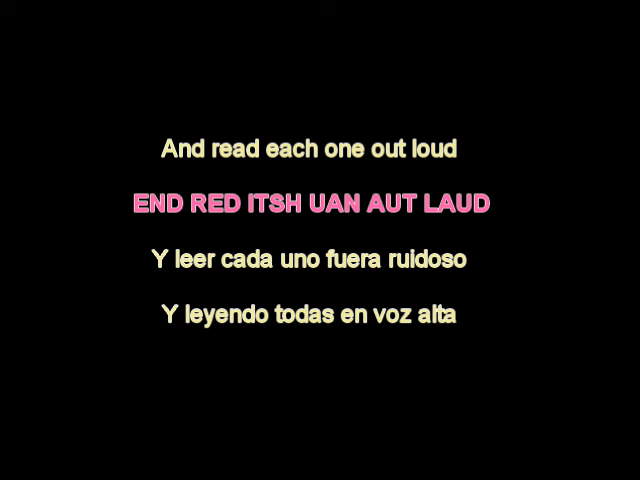 And read each one out loud
END RED ITSH UAN AUT LAUD
Y leer cada uno fuera ruidoso
Y leyendo todas en voz alta